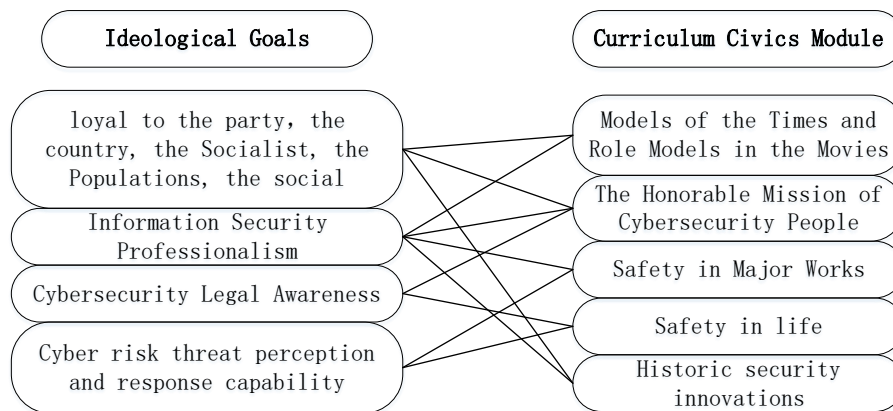 Ideological Goals
loyal to the party, the
country, the Socialist, the
Populations, the social
Information Security
Professionalism
Cybersecurity Legal Awareness
Cyber risk threat perception
and response capability
Curriculum Civics Module
Models of the Times and
Role Models in the Movies
The Honorable Mission of
Cybersecurity People
Safety in Major Works
Safety in life
Historic security
innovations